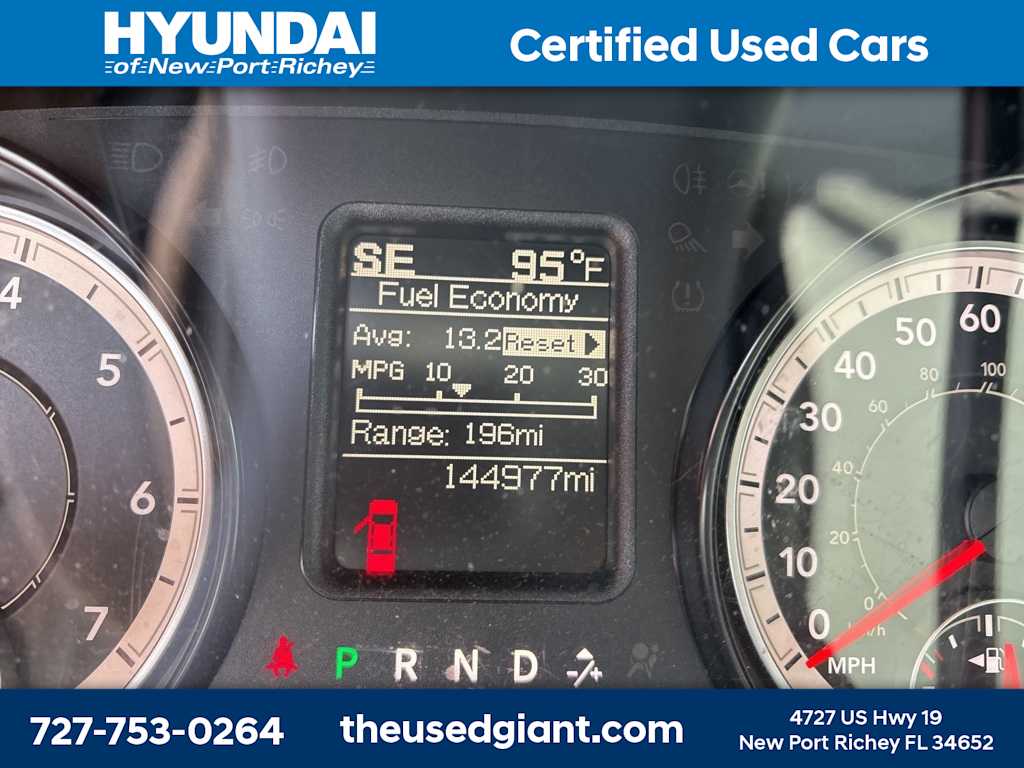 HYUNDAI
of New Port Richey
Certified Used Cars
SE 95°F
Fuel Economy
Avg: 13.2 Reset
MPG 10 20 30
Range: 196mi
144977mi
4
5
6
7
P R N D
60
50
40
30
20
10
0
MPH
100
80
60
40
20
0
km/h
727-753-0264
theusedgiant.com
4727 US Hwy 19
New Port Richey FL 34652